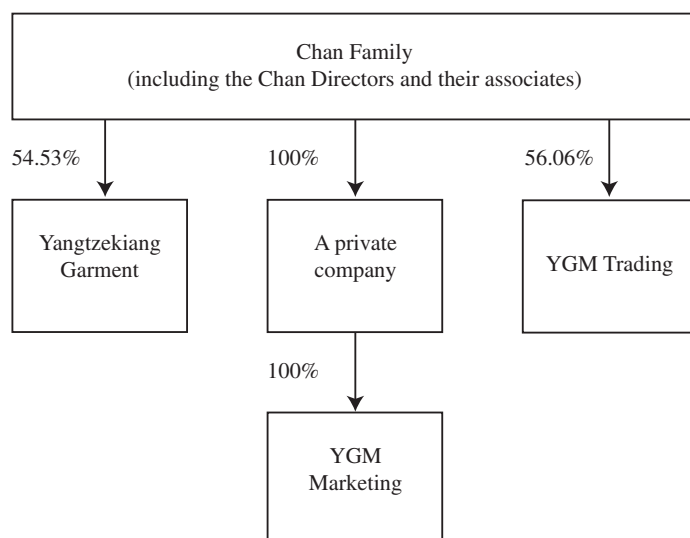 Chan Family
(including the Chan Directors and their associates)
54.53%
100%
56.06%
Yangtzekiang
Garment
A private
company
YGM Trading
100%
YGM
Marketing